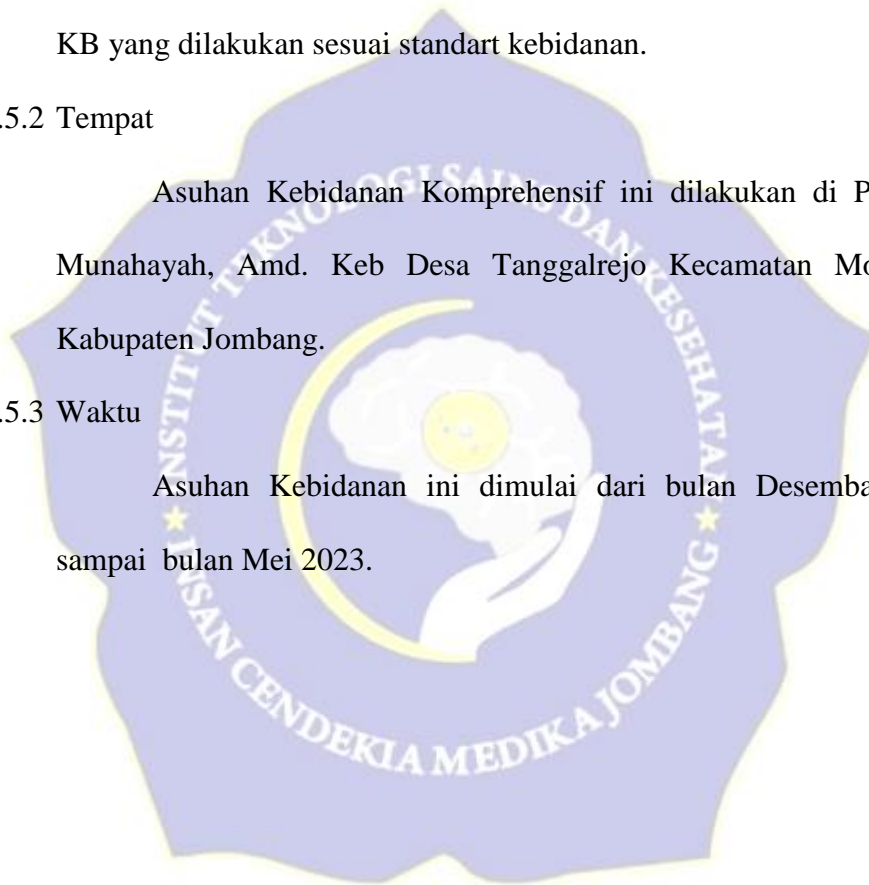 KB yang dilakukan sesuai standart kebidanan.
.5.2 Tempat
Asuhan Kebidanan Komprehensif ini dilakukan di
Munahayah, Amd. Keb Desa Tanggalrejo Kecamatan
Kabupaten Jombang.
.5.3 Waktu
Asuhan Kebidanan ini dimulai dari bulan
sampai bulan Mei 2023.
INSTITUT TEKNOLOGI SAINS DAN KESEHATAN
INSAN CENDEKIA MEDIKA JOMBANG